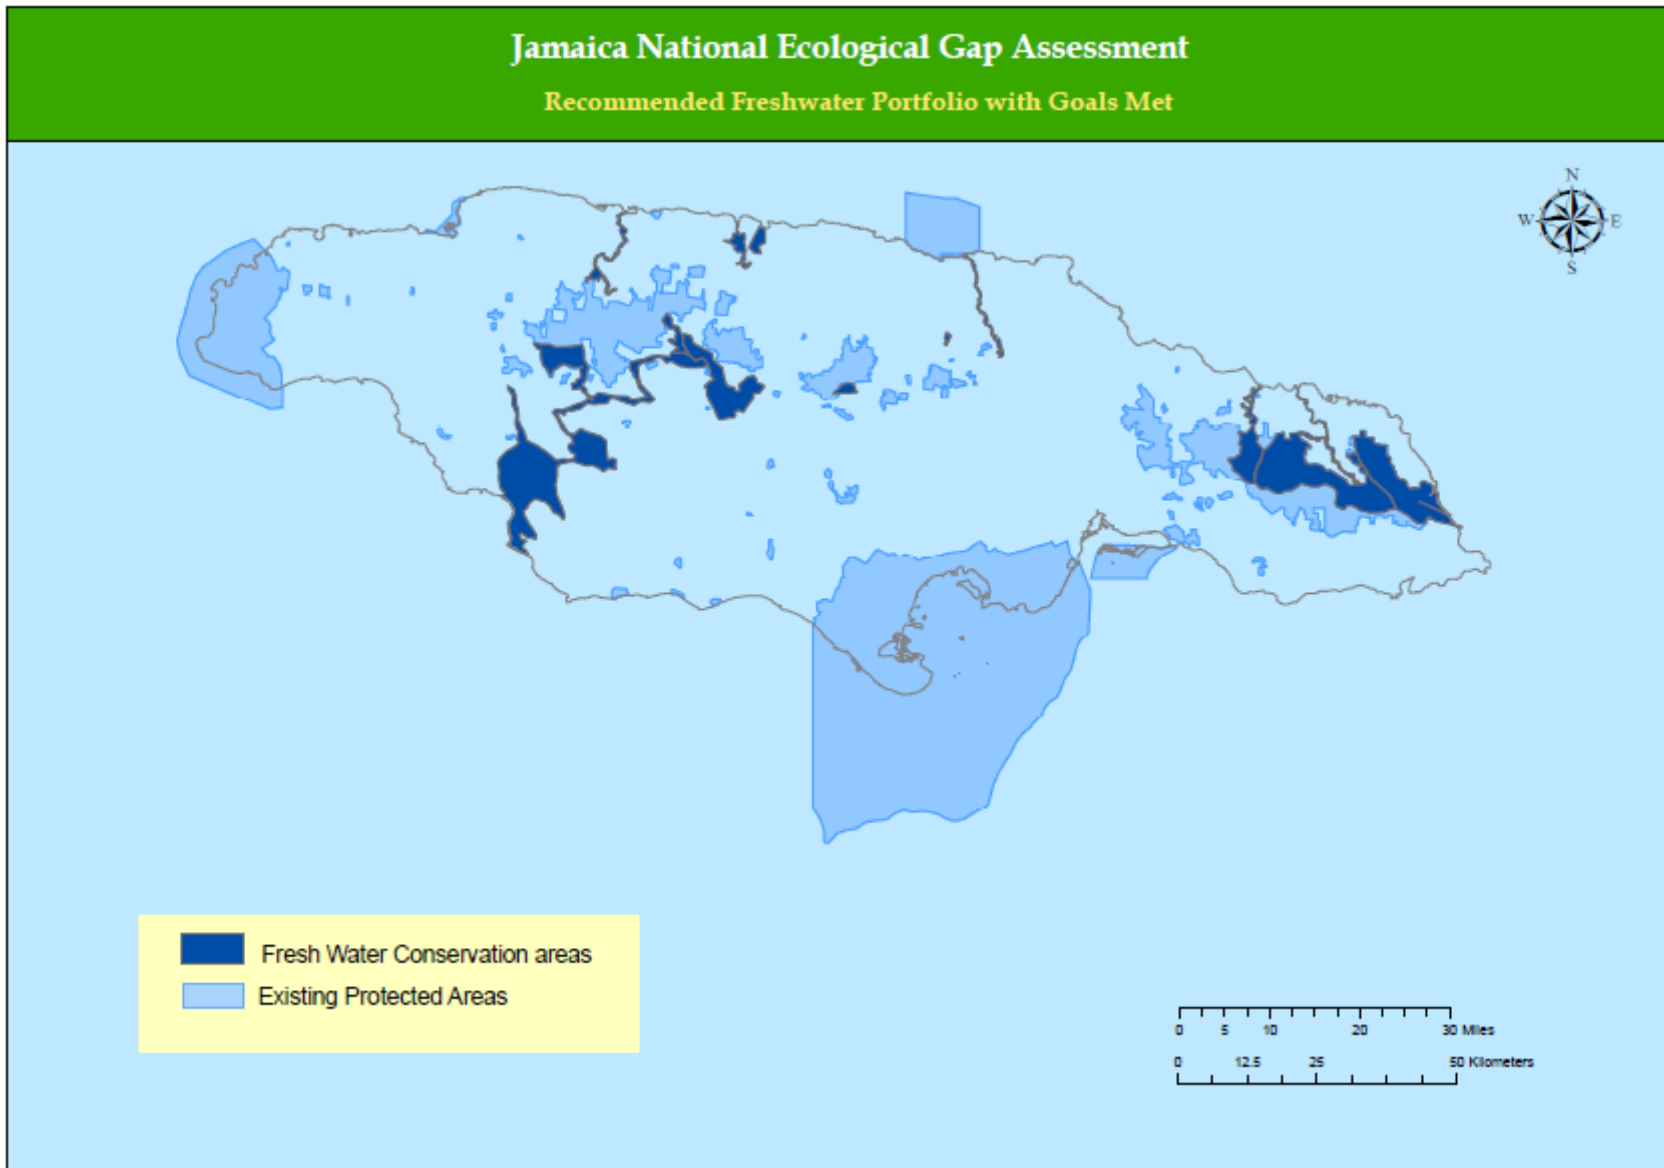 Jamaica National Ecological Gap Assessment
Recommended Freshwater Portfolio with Goals Met
N
W E
S
Fresh Water Conservation areas
Existing Protected Areas
0 5 10 20 30 Miles
0 12.5 25 50 Kilometers